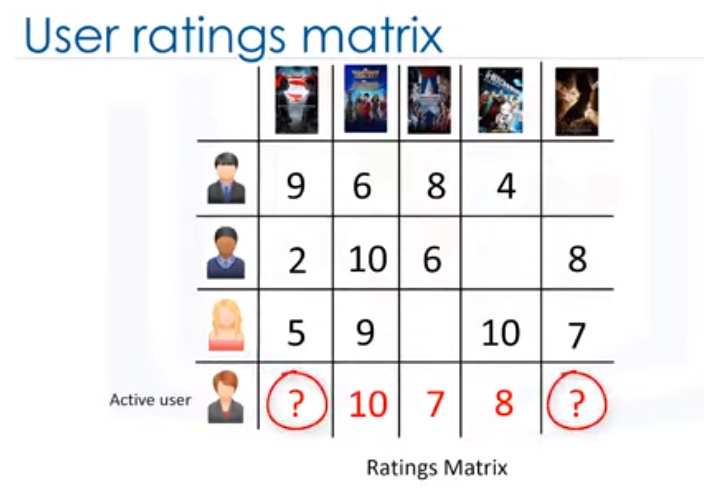 User ratings matrix
9 6 8 4
2 10 6 8
5 9 10 7
Active user ? 10 7 8 ?
Ratings Matrix